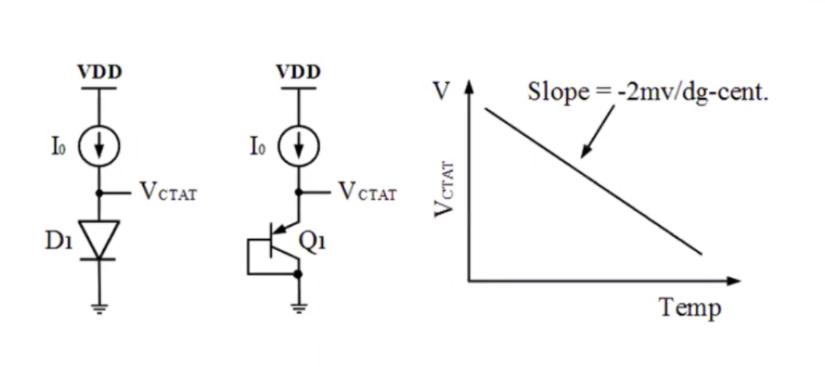 VDD
I0
VCTAT
D1
VDD
I0
VCTAT
Q1
V
VCTAT
Slope = -2mv/dg-cent.
Temp